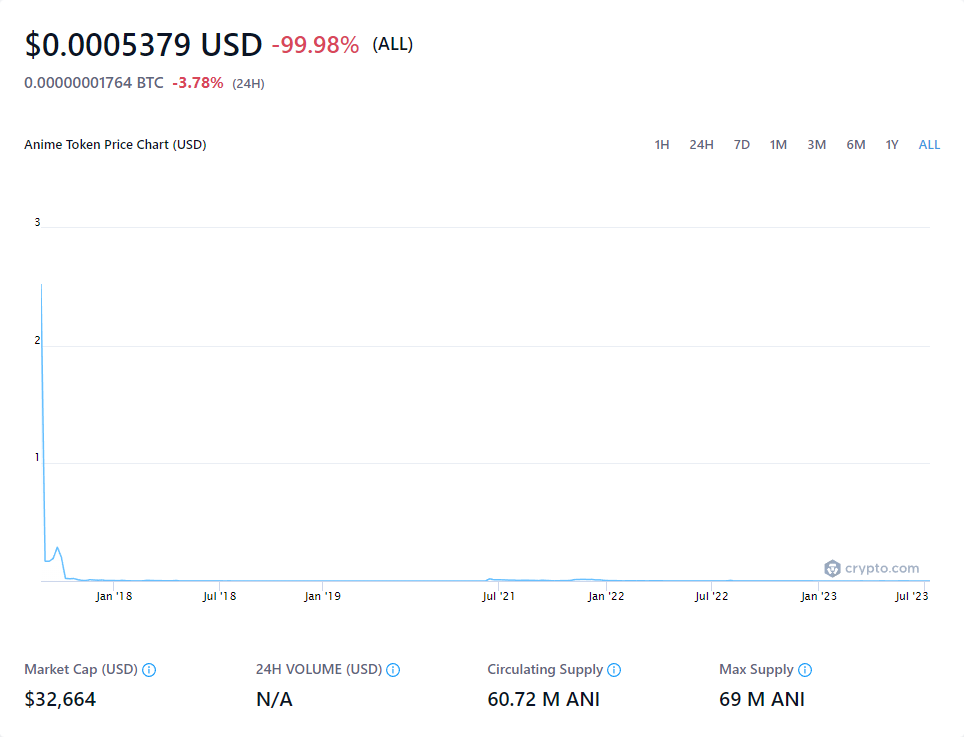 $0.0005379 USD -99.98% (ALL)
0.00000001764 BTC -3.78% (24H)
Anime Token Price Chart (USD) 1H 24H 7D 1M 3M 6M 1Y ALL
3
2
1
crypto.com
Jan '18 Jul '18 Jan '19 Jul '21 Jan '22 Jul '22 Jan '23 Jul '23
Market Cap (USD) 24H VOLUME (USD) Circulating Supply Max Supply
$32,664 N/A 60.72 M ANI 69 M ANI